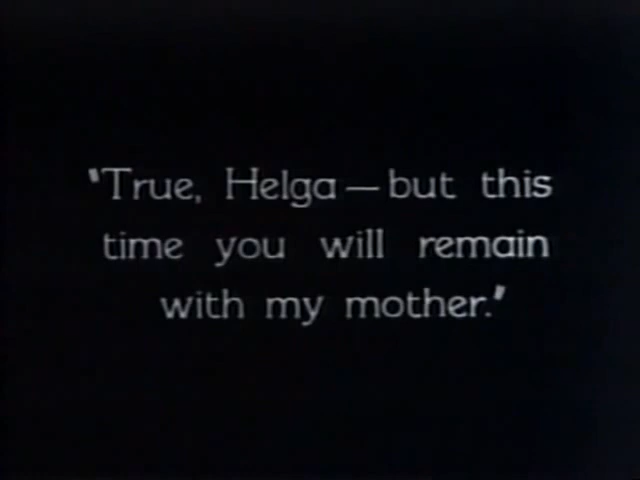 "True, Helga — but this
time you will remain
with my mother."